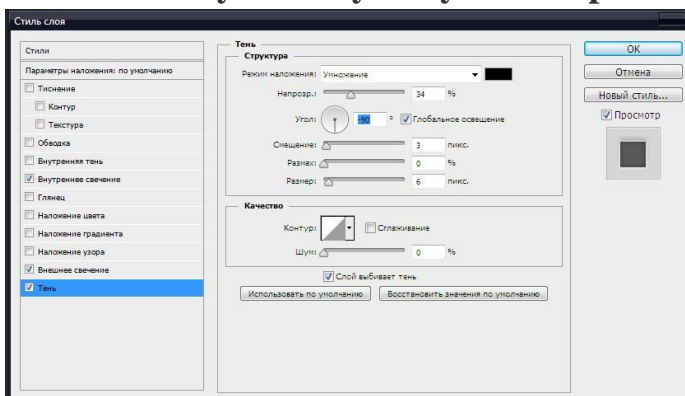 Стиль слоя
Стили
Параметры наложения: по умолчанию
Тиснение
Контур
Текстура
Обводка
Внутренняя тень
Внутреннее свечение
Глянец
Наложение цвета
Наложение градиента
Наложение узора
Внешнее свечение
Тень
Тень
Структура
Режим наложения: Умножение
Непрозр.: 34 %
Угол: -90 ° Глобальное освещение
Смещение: 3 пикс.
Размах: 0 %
Размер: 6 пикс.
Качество
Контур: Сглаживание
Шум: 0 %
Слой выбивает тень
Использовать по умолчанию Восстановить значения по умолчанию
OK
Отмена
Новый стиль...
Просмотр